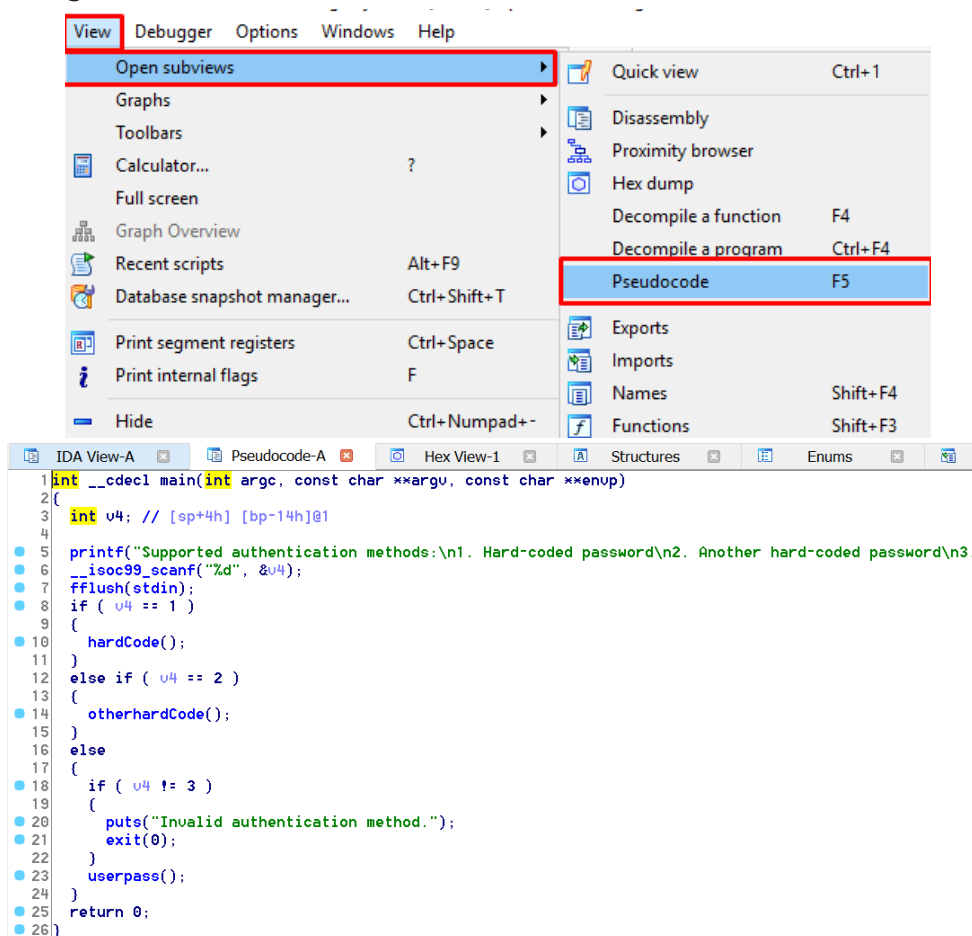 View Debugger Options Windows Help
Open subviews
Graphs
Toolbars
Calculator... ?
Full screen
Graph Overview
Recent scripts Alt+F9
Database snapshot manager... Ctrl+Shift+T
Print segment registers Ctrl+Space
Print internal flags F
Hide Ctrl+Numpad+-
Quick view Ctrl+1
Disassembly
Proximity browser
Hex dump
Decompile a function F4
Decompile a program Ctrl+F4
Pseudocode F5
Exports
Imports
Names Shift+F4
Functions Shift+F3
IDA View-A Pseudocode-A Hex View-1 Structures Enums
1 int __cdecl main(int argc, const char **argv, const char **envp)
2 {
3 int v4; // [sp+4h] [bp-14h]@1
4
5 printf("Supported authentication methods:\n1. Hard-coded password\n2. Another hard-coded password\n3.
6 __isoc99_scanf("%d", &v4);
7 fflush(stdin);
8 if ( v4 == 1 )
9 {
10 hardCode();
11 }
12 else if ( v4 == 2 )
13 {
14 otherhardCode();
15 }
16 else
17 {
18 if ( v4 != 3 )
19 {
20 puts("Invalid authentication method.");
21 exit(0);
22 }
23 userpass();
24 }
25 return 0;
26 }